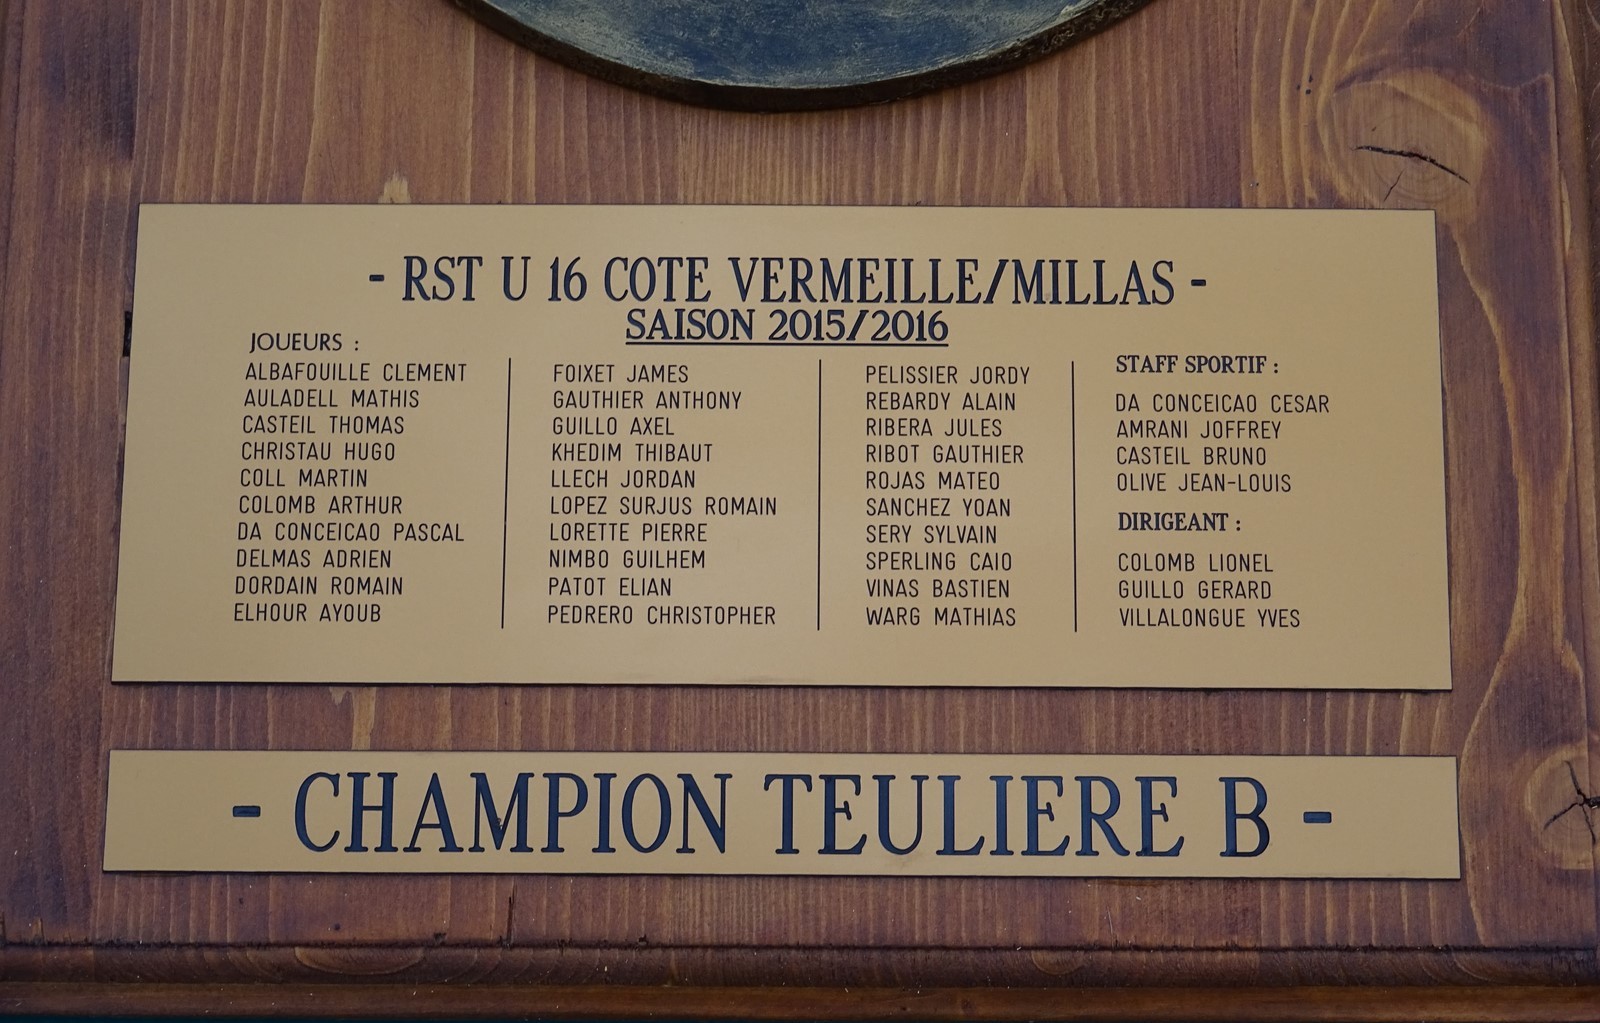 - RST U 16 COTE VERMEILLE/MILLAS -
SAISON 2015/2016
JOUEURS :
ALBAFOUILLE CLEMENT
AULADELL MATHIS
CASTEIL THOMAS
CHRISTAU HUGO
COLL MARTIN
COLOMB ARTHUR
DA CONCEICAO PASCAL
DELMAS ADRIEN
DORDAIN ROMAIN
ELHOUR AYOUB
FOIXET JAMES
GAUTHIER ANTHONY
GUILLO AXEL
KHEDIM THIBAUT
LLECH JORDAN
LOPEZ SURJUS ROMAIN
LORETTE PIERRE
NIMBO GUILHEM
PATOT ELIAN
PEDRERO CHRISTOPHER
PELISSIER JORDY
REBARDY ALAIN
RIBERA JULES
RIBOT GAUTHIER
ROJAS MATEO
SANCHEZ YOAN
SERY SYLVAIN
SPERLING CAIO
VINAS BASTIEN
WARG MATHIAS
STAFF SPORTIF :
DA CONCEICAO CESAR
AMRANI JOFFREY
CASTEIL BRUNO
OLIVE JEAN-LOUIS
DIRIGEANT :
COLOMB LIONEL
GUILLO GERARD
VILLALONGUE YVES
- CHAMPION TEULIERE B -